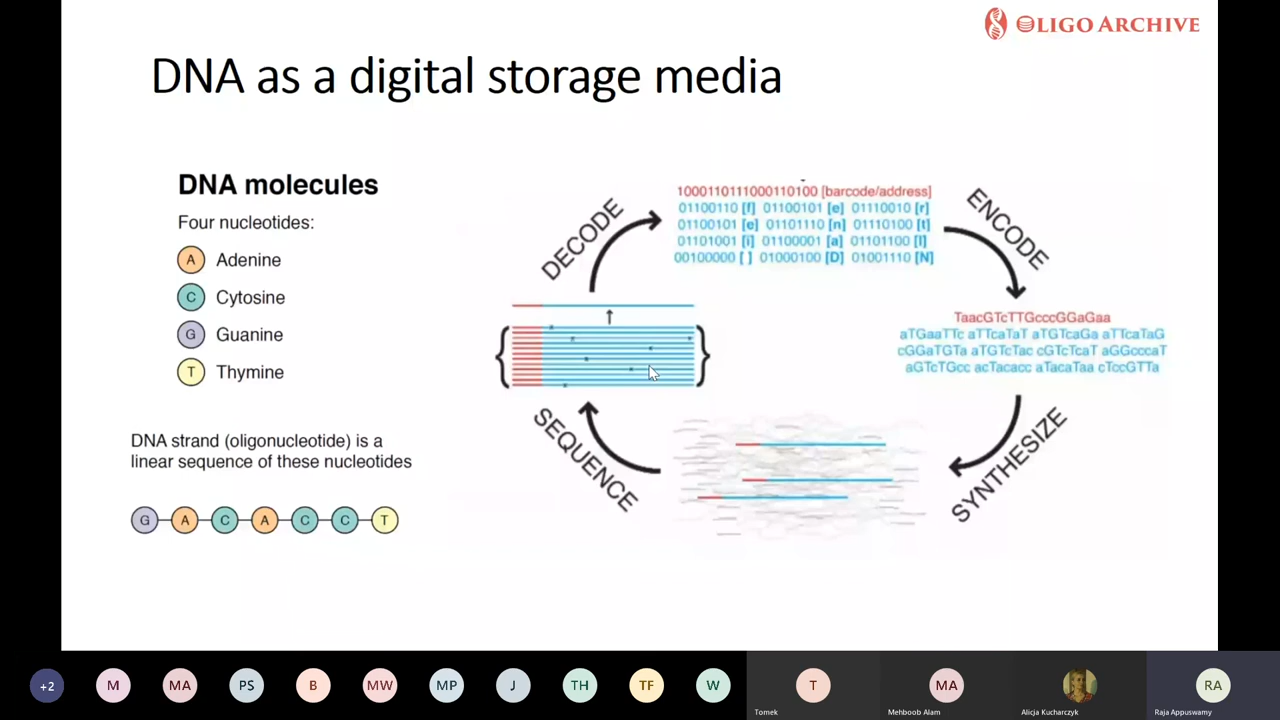 OLIGO ARCHIVE
DNA as a digital storage media
DNA molecules
Four nucleotides:
A Adenine
C Cytosine
G Guanine
T Thymine
DNA strand (oligonucleotide) is a
linear sequence of these nucleotides
G A C A C C T
DECODE
1000110111000110100 [barcode/address]
01100110 [f] 01100101 [e] 01110010 [r]
01100101 [e] 01101110 [n] 01110100 [t]
01101001 [i] 01100001 [a] 01101100 [l]
00100000 [ ] 01000100 [D] 01001110 [N]
ENCODE
TaacGTcTTGcccGGaGaa
aTGaaTTc aTTcaTaT aTGTcaGa aTTcaTaG
cGGaTGTa aTGTcTac cGTcTcaT aGGcccaT
aGTcTGcc acTacacc aTacaTaa cTccGTTa
SYNTHESIZE
SEQUENCE
+2
M
MA
PS
B
MW
MP
J
TH
TF
W
T
Tomek
MA
Mehboob Alam
Alicja Kucharczyk
RA
Raja Appuswamy